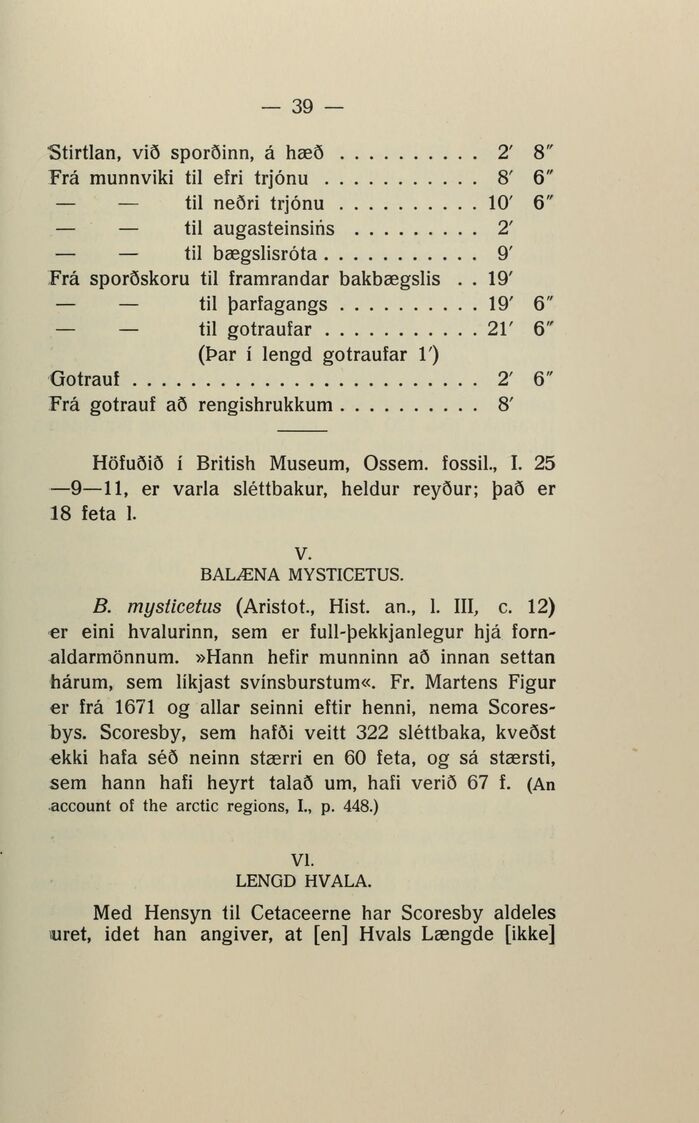 — 39 —
Stirtlan, við sporðinn, á hæð . . . . . . . . . . 2′ 8″
Frá munnviki til efri trjónu . . . . . . . . . . . 8′ 6″
— — til neðri trjónu . . . . . . . . . . 10′ 6″
— — til augasteinsins . . . . . . . . . 2′
— — til bægslisróta . . . . . . . . . . . 9′
Frá sporðskoru til framrandar bakbægslis . . 19′
— — til þarfagangs . . . . . . . . . . 19′ 6″
— — til gotraufar . . . . . . . . . . . 21′ 6″
(Þar í lengd gotraufar 1′)
Gotrauf . . . . . . . . . . . . . . . . . . . . . . . . 2′ 6″
Frá gotrauf að rengishrukkum . . . . . . . . . . 8′
Höfuðið í British Museum, Ossem. fossil., I. 25
—9—11, er varla sléttbakur, heldur reyður; það er
18 feta l.
V.
BALÆNA MYSTICETUS.
B. mysticetus (Aristot., Hist. an., l. III, c. 12)
er eini hvalurinn, sem er full-þekkjanlegur hjá forn-
aldarmönnum. »Hann hefir munninn að innan settan
hárum, sem líkjast svínsburstum«. Fr. Martens Figur
er frá 1671 og allar seinni eftir henni, nema Scores-
bys. Scoresby, sem hafði veitt 322 sléttbaka, kveðst
ekki hafa séð neinn stærri en 60 feta, og sá stærsti,
sem hann hafi heyrt talað um, hafi verið 67 f. (An
account of the arctic regions, I., p. 448.)
VI.
LENGD HVALA.
Med Hensyn til Cetaceerne har Scoresby aldeles
uret, idet han angiver, at [en] Hvals Længde [ikke]